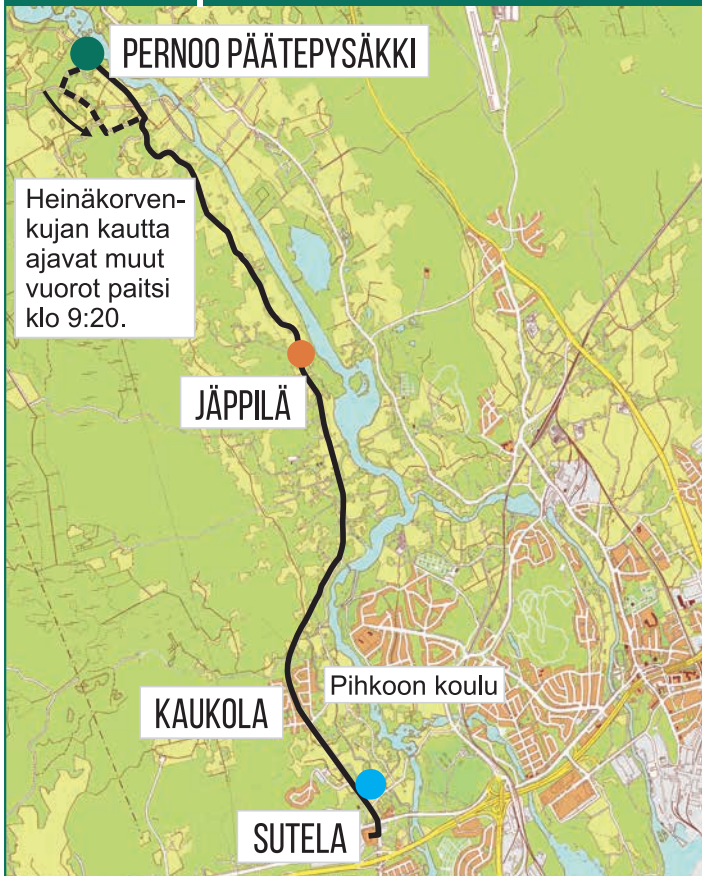 PERNOO PÄÄTEPYSÄKKI
Heinäkorven-
kujan kautta
ajavat muut
vuorot paitsi
klo 9:20.
JÄPPILÄ
Pihkoon koulu
KAUKOLA
SUTELA